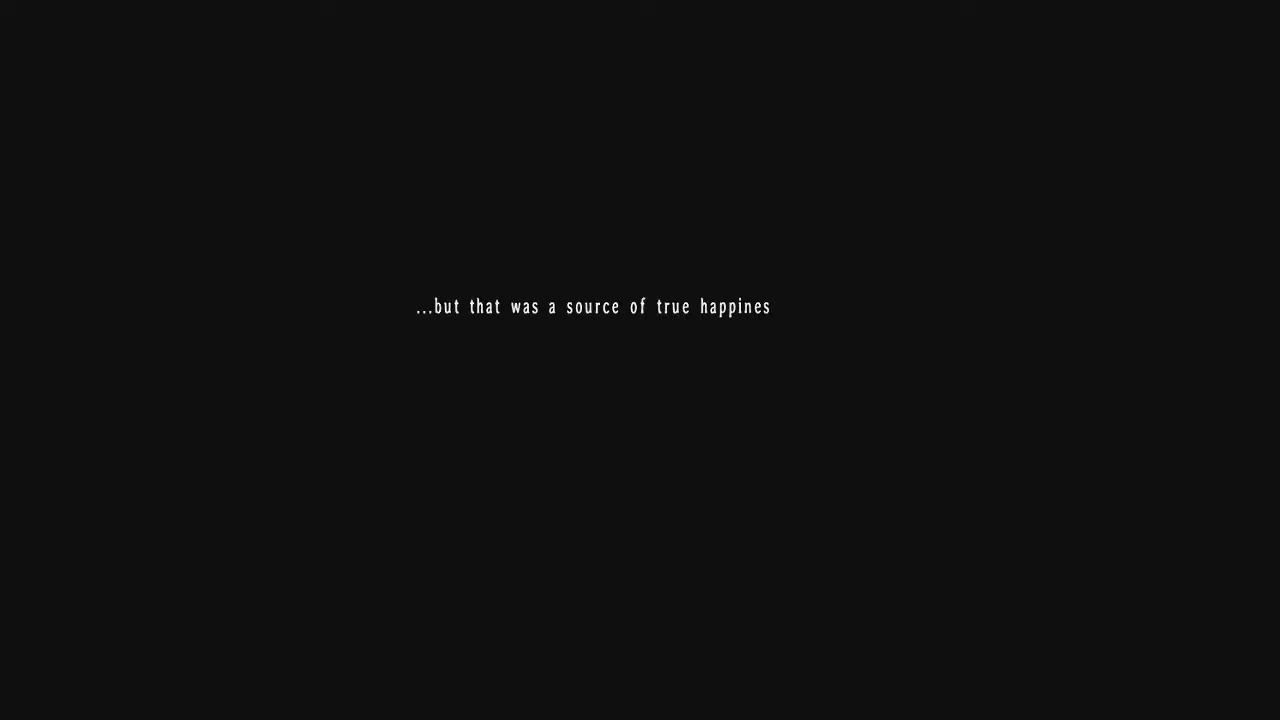 ...but that was a source of true happines